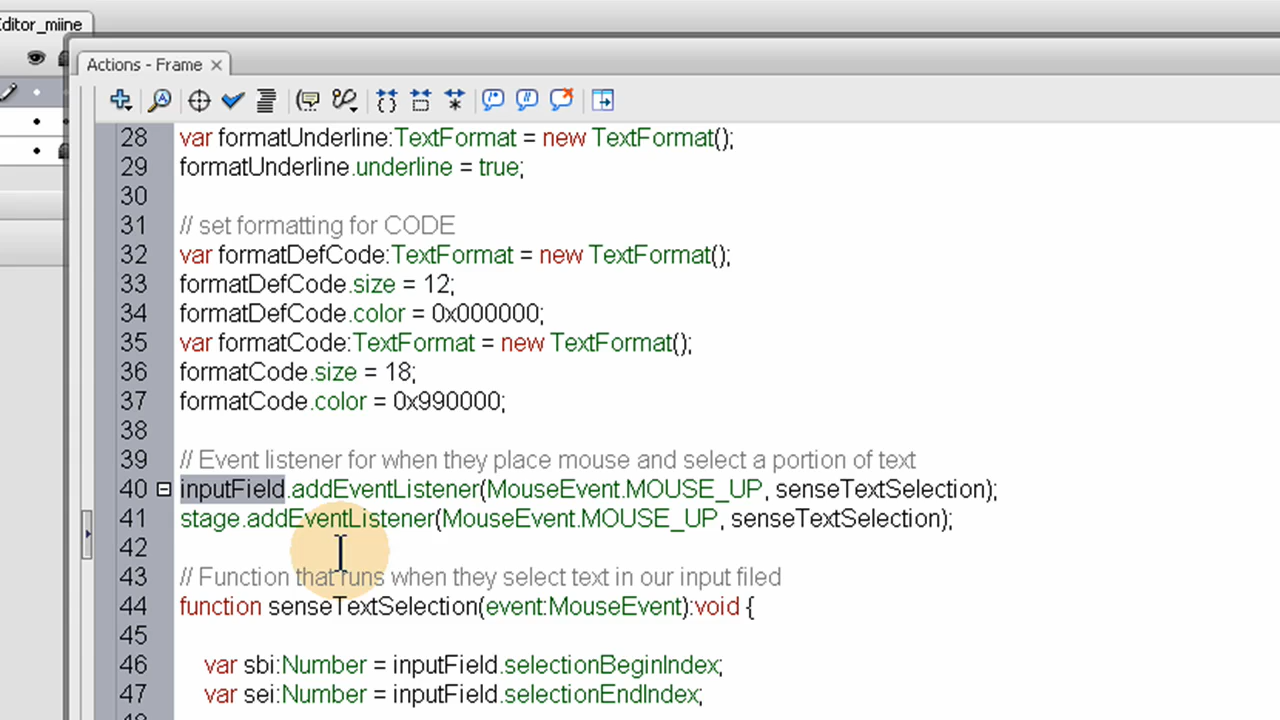 Editor_miine
Actions - Frame
28 var formatUnderline:TextFormat = new TextFormat();
29 formatUnderline.underline = true;
30
31 // set formatting for CODE
32 var formatDefCode:TextFormat = new TextFormat();
33 formatDefCode.size = 12;
34 formatDefCode.color = 0x000000;
35 var formatCode:TextFormat = new TextFormat();
36 formatCode.size = 18;
37 formatCode.color = 0x990000;
38
39 // Event listener for when they place mouse and select a portion of text
40 inputField.addEventListener(MouseEvent.MOUSE_UP, senseTextSelection);
41 stage.addEventListener(MouseEvent.MOUSE_UP, senseTextSelection);
42
43 // Function that runs when they select text in our input filed
44 function senseTextSelection(event:MouseEvent):void {
45
46 var sbi:Number = inputField.selectionBeginIndex;
47 var sei:Number = inputField.selectionEndIndex;